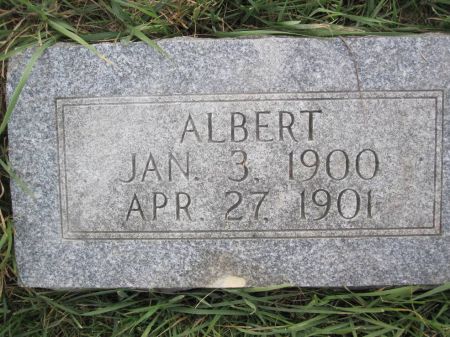 ALBERT
JAN. 3, 1900
APR. 27, 1901